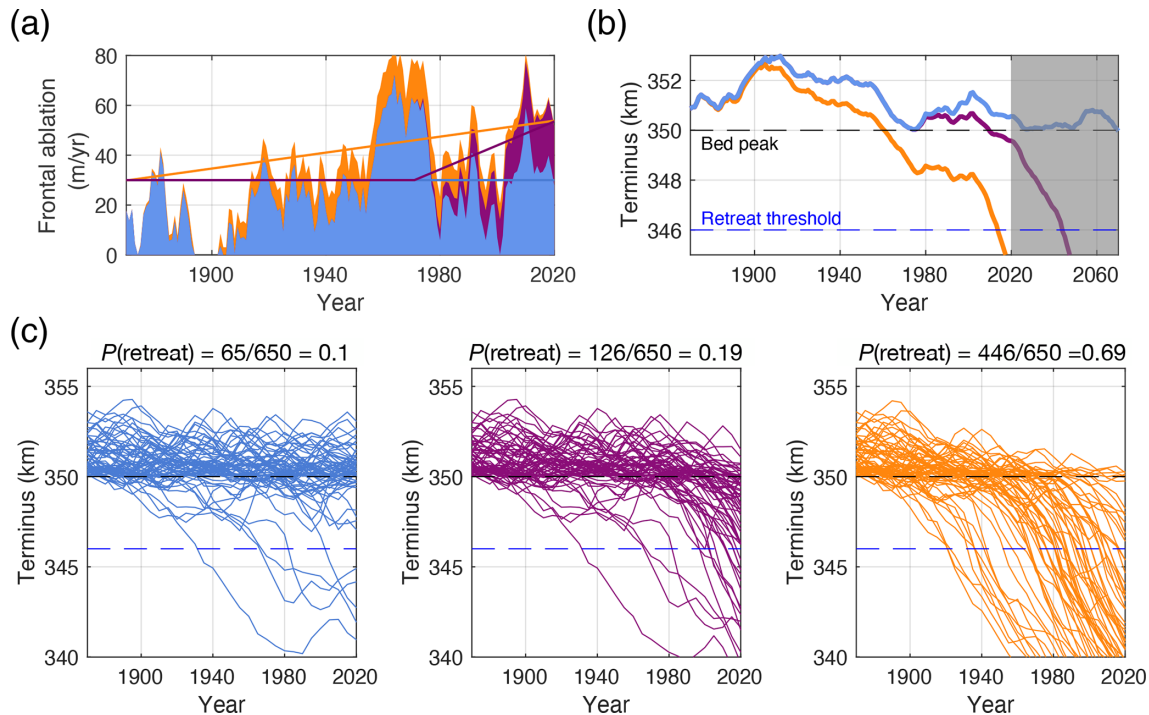 (a)
80
60
40
20
0
Frontal ablation
(m/yr)
1900
1940
1980
2020
Year
(b)
352
350
348
346
Terminus (km)
Bed peak
Retreat threshold
1900
1940
1980
2020
2060
Year
(c)
P(retreat) = 65/650 = 0.1
355
350
345
340
Terminus (km)
1900
1940
1980
2020
Year
P(retreat) = 126/650 = 0.19
355
350
345
340
Terminus (km)
1900
1940
1980
2020
Year
P(retreat) = 446/650 =0.69
355
350
345
340
Terminus (km)
1900
1940
1980
2020
Year